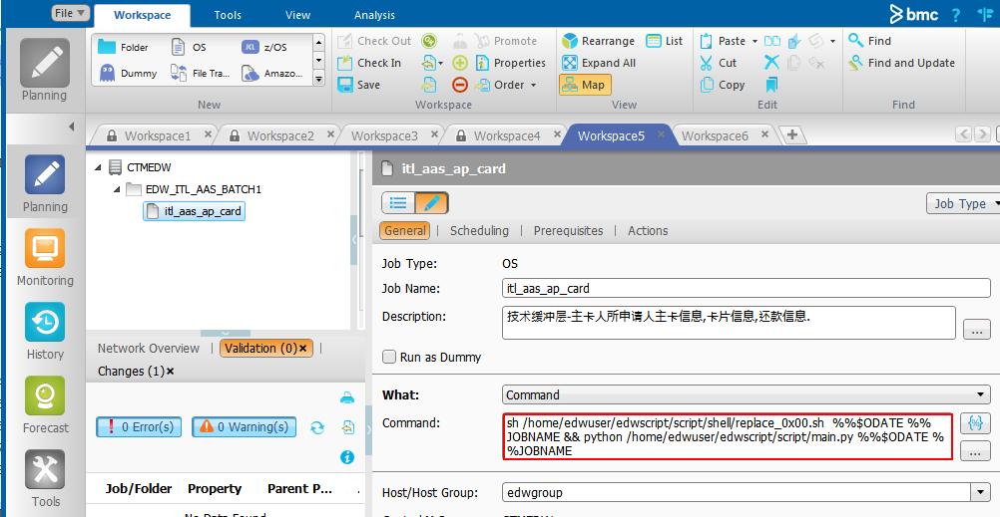 File Workspace Tools View Analysis bmc ?
Planning
Folder OS z/OS
Dummy File Tra... Amazo...
New
Check Out Promote
Check In Properties
Save Order
Workspace
Rearrange List
Expand All
Map
View
Paste
Cut
Copy
Edit
Find
Find and Update
Find
Workspace1 Workspace2 Workspace3 Workspace4 Workspace5 Workspace6
Planning
Monitoring
History
Forecast
Tools
CTMEDW
EDW_ITL_AAS_BATCH1
itl_aas_ap_card
Network Overview | Validation (0) |
Changes (1)
0 Error(s) 0 Warning(s)
Job/Folder Property Parent P...
itl_aas_ap_card
Job Type
General | Scheduling | Prerequisites | Actions
Job Type: OS
Job Name: itl_aas_ap_card
Description: 技术缓冲层-主卡人所申请人主卡信息,卡片信息,还款信息.
...
Run as Dummy
What: Command
Command: sh /home/edwuser/edwscript/script/shell/replace_0x00.sh %%$ODATE %%
JOBNAME && python /home/edwuser/edwscript/script/main.py %%$ODATE %
%JOBNAME
{%}
...
Host/Host Group: edwgroup